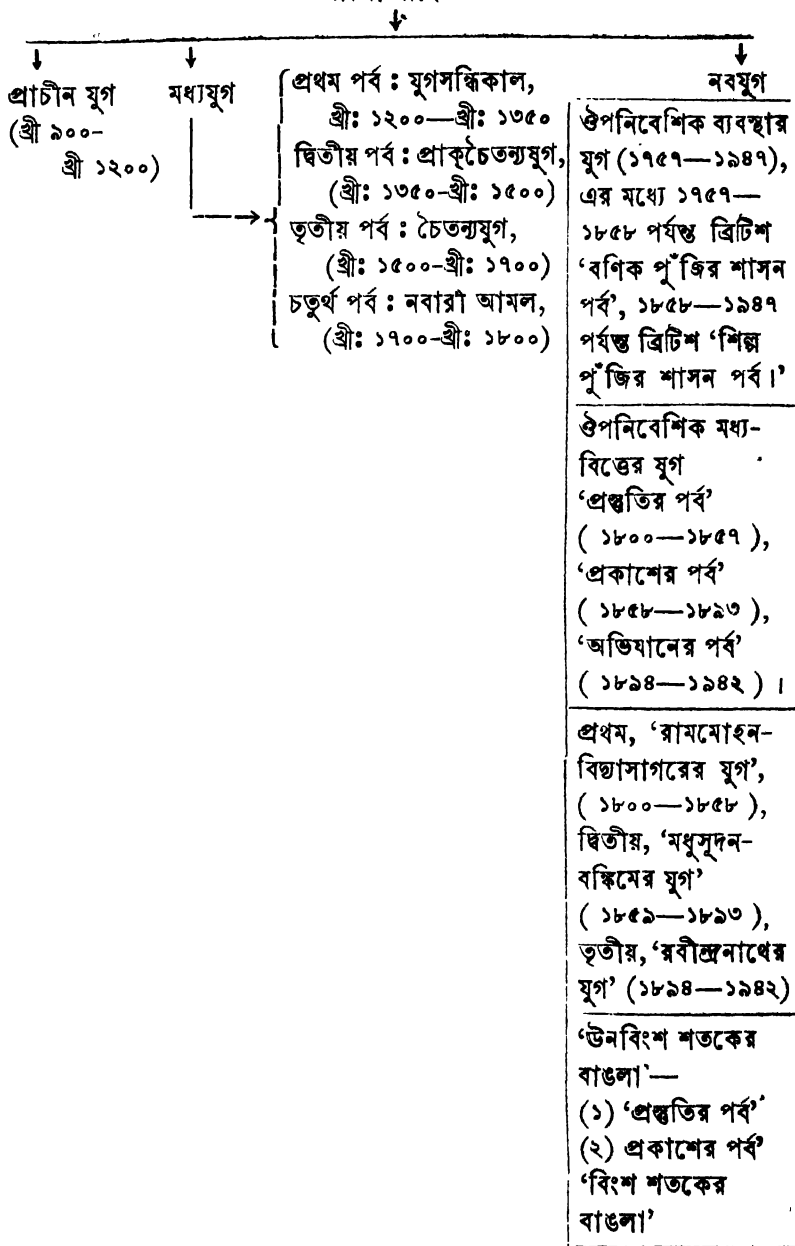 প্রাচীন যুগ
(খ্রী ৯০০-
খ্রী ১২০০)
মধ্যযুগ
প্রথম পর্ব : যুগসন্ধিকাল,
খ্রীঃ ১২০০—খ্রীঃ ১৩৫০
দ্বিতীয় পর্ব : প্রাক্‌চৈতন্যযুগ,
(খ্রীঃ ১৩৫০-খ্রীঃ ১৫০০)
তৃতীয় পর্ব : চৈতন্যযুগ,
(খ্রীঃ ১৫০০-খ্রীঃ ১৭০০)
চতুর্থ পর্ব : নবাবী আমল,
(খ্রীঃ ১৭০০-খ্রীঃ ১৮০০)
নবযুগ
ঔপনিবেশিক ব্যবস্থার
যুগ (১৭৫৭—১৯৪৭),
এর মধ্যে ১৭৫৭—
১৮৫৮ পর্যন্ত ব্রিটিশ
‘বণিক পুঁজির শাসন
পর্ব’, ১৮৫৮—১৯৪৭
পর্যন্ত ব্রিটিশ ‘শিল্প
পুঁজির শাসন পর্ব।’
ঔপনিবেশিক মধ্য-
বিত্তের যুগ
‘প্রস্তুতির পর্ব’
( ১৮০০—১৮৫৭ ),
‘প্রকাশের পর্ব’
( ১৮৫৮—১৮৯৩ ),
‘অভিযানের পর্ব’
( ১৮৯৪—১৯৪২ ) ।
প্রথম, ‘রামমোহন-
বিদ্যাসাগরের যুগ’,
( ১৮০০—১৮৫৮ ),
দ্বিতীয়, ‘মধুসূদন-
বঙ্কিমের যুগ’
( ১৮৫৯—১৮৯৩ ),
তৃতীয়, ‘রবীন্দ্রনাথের
যুগ’ (১৮৯৪—১৯৪২)
‘ঊনবিংশ শতকের
বাঙলা’—
(১) ‘প্রস্তুতির পর্ব’
(২) প্রকাশের পর্ব’
‘বিংশ শতকের
বাঙলা’